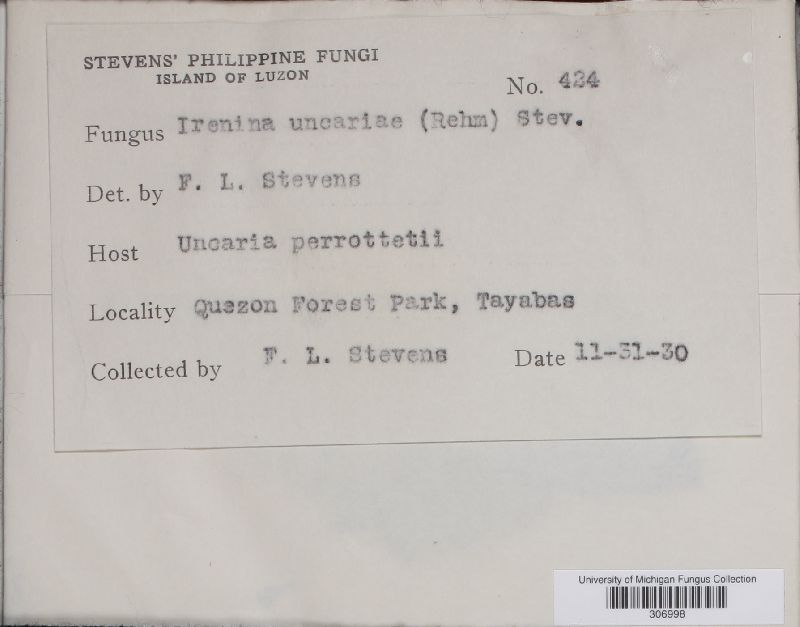 STEVENS' PHILIPPINE FUNGI
ISLAND OF LUZON
No. 424
Fungus Irenina uncariae (Rehm) Stev.
Det. by F. L. Stevens
Host Uncaria perrottetii
Locality Quezon Forest Park, Tayabas
Collected by F. L. Stevens Date 11-31-30
University of Michigan Fungus Collection
306998